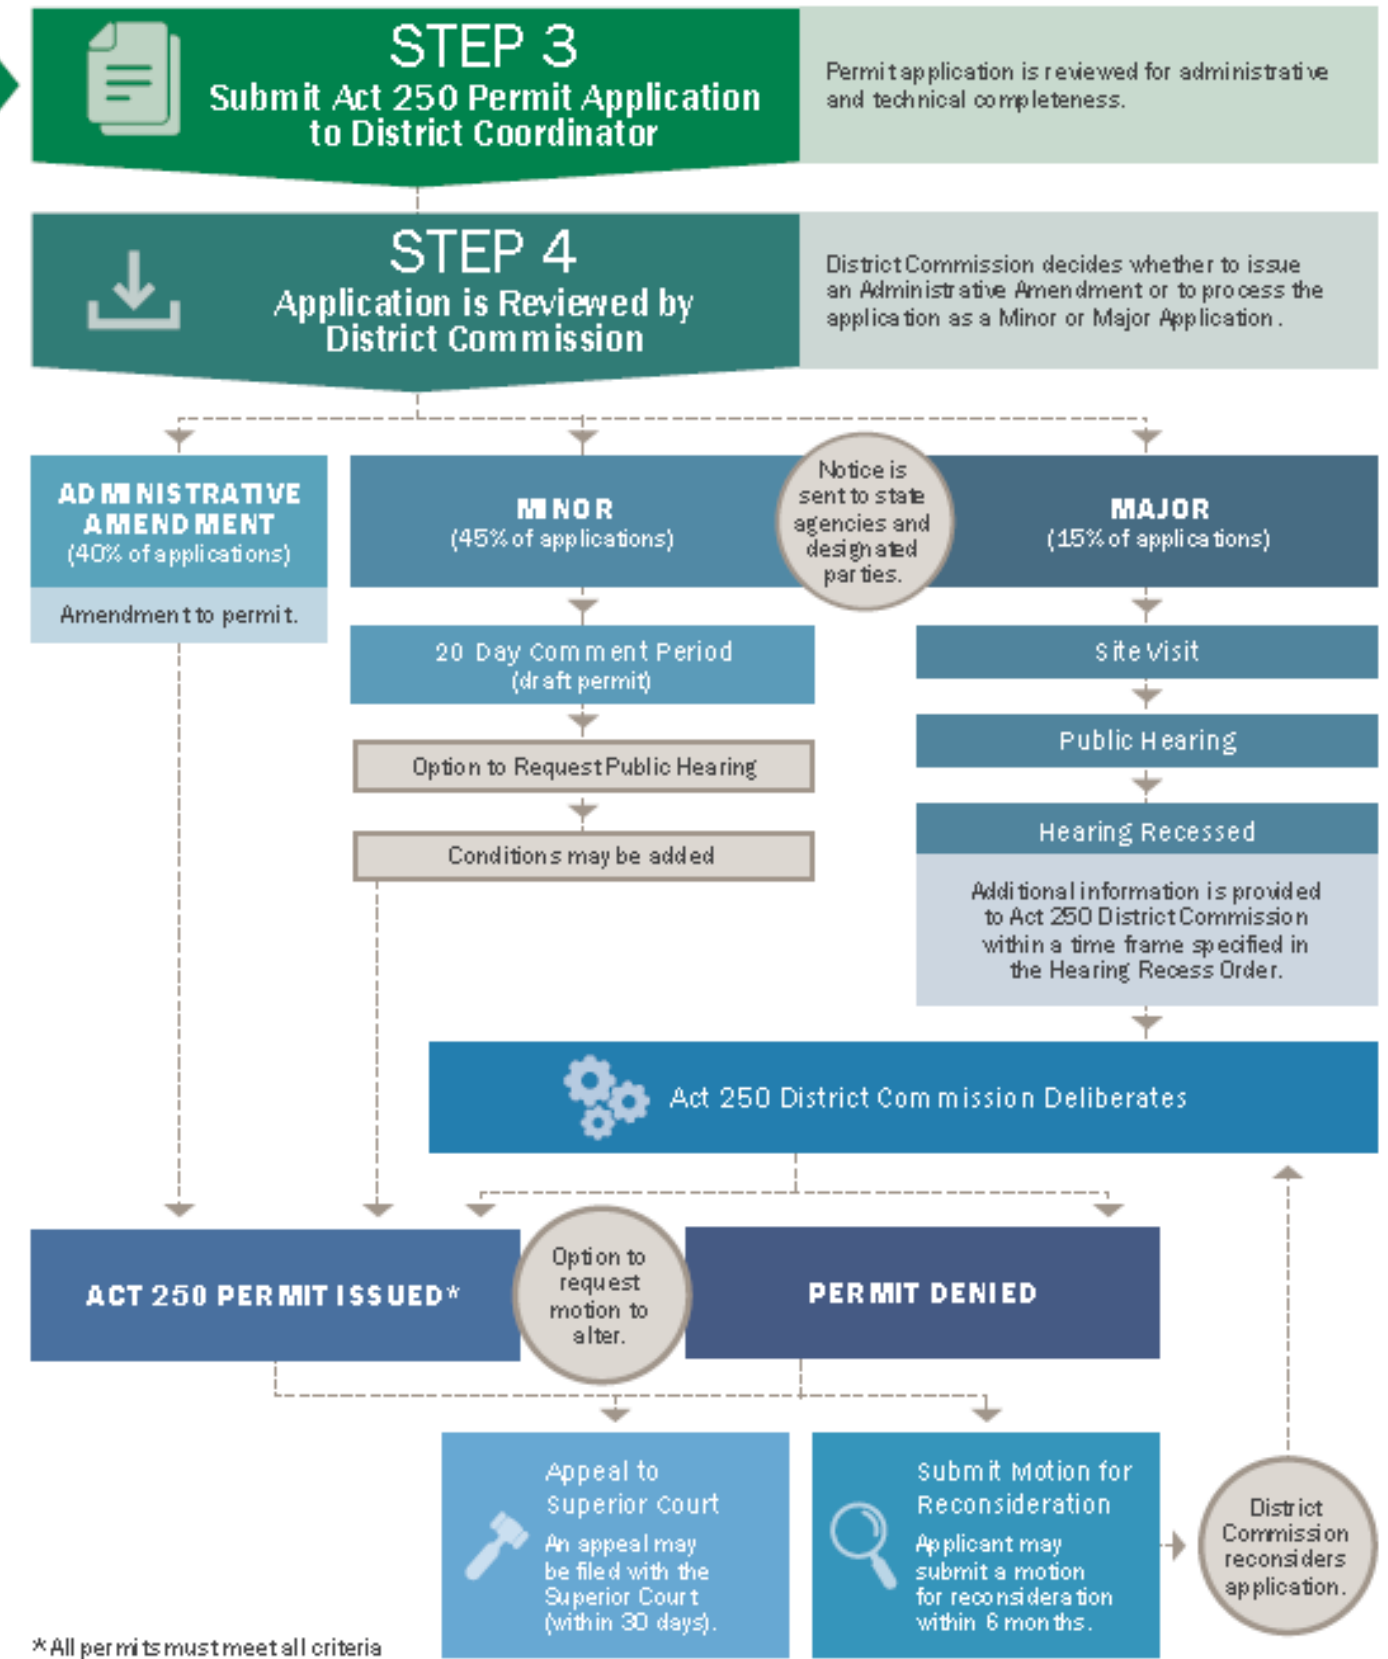 STEP 3
Submit Act 250 Permit Application
to District Coordinator
Permit application is reviewed for administrative
and technical completeness.
STEP 4
Application is Reviewed by
District Commission
District Commission decides whether to issue
an Administrative Amendment or to process the
application as a Minor or Major Application.
ADMINISTRATIVE
AMENDMENT
(40% of applications)
Amendment to permit.
MINOR
(45% of applications)
Notice is
sent to state
agencies and
designated
parties.
MAJOR
(15% of applications)
20 Day Comment Period
(draft permit)
Option to Request Public Hearing
Conditions may be added
Site Visit
Public Hearing
Hearing Recessed
Additional information is provided
to Act 250 District Commission
within a time frame specified in
the Hearing Recess Order.
Act 250 District Commission Deliberates
ACT 250 PERMIT ISSUED*
Option to
request
motion to
alter.
PERMIT DENIED
Appeal to
Superior Court
An appeal may
be filed with the
Superior Court
(within 30 days).
Submit Motion for
Reconsideration
Applicant may
submit a motion
for reconsideration
within 6 months.
District
Commission
reconsiders
application.
*All permits must meet all criteria